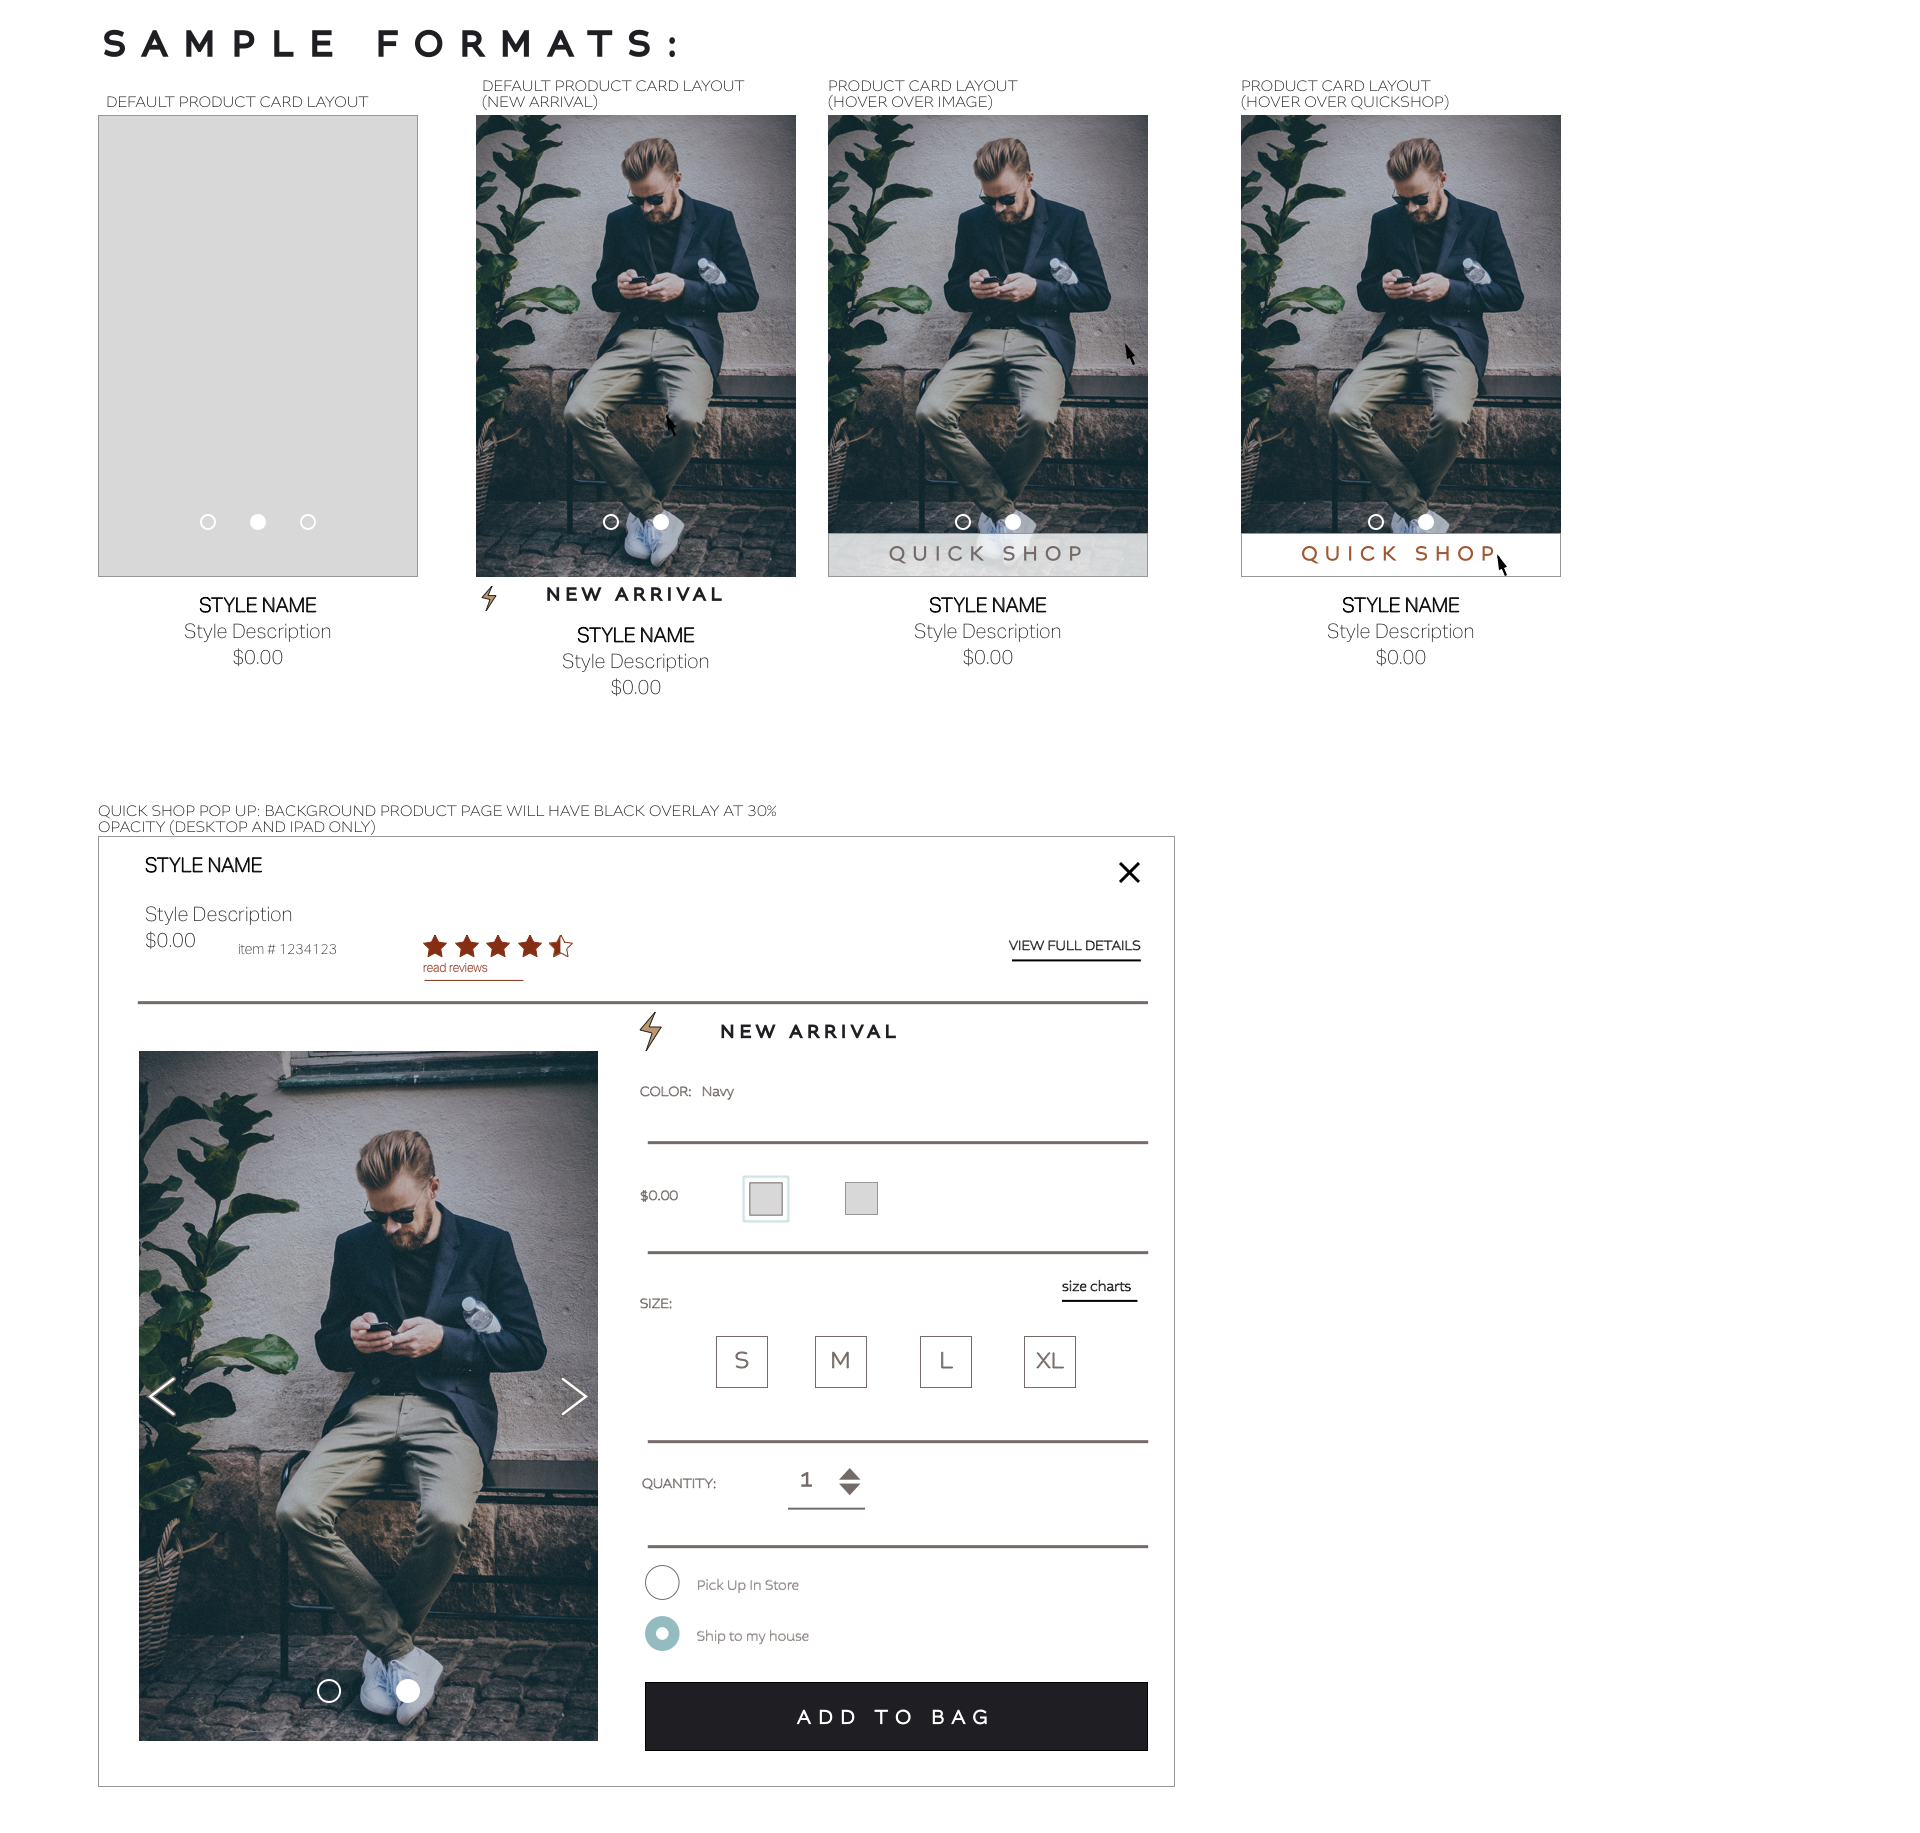 SAMPLE FORMATS:
DEFAULT PRODUCT CARD LAYOUT
STYLE NAME
Style Description
$0.00
DEFAULT PRODUCT CARD LAYOUT
(NEW ARRIVAL)
NEW ARRIVAL
STYLE NAME
Style Description
$0.00
PRODUCT CARD LAYOUT
(HOVER OVER IMAGE)
QUICK SHOP
STYLE NAME
Style Description
$0.00
PRODUCT CARD LAYOUT
(HOVER OVER QUICKSHOP)
QUICK SHOP
STYLE NAME
Style Description
$0.00
QUICK SHOP POP UP: BACKGROUND PRODUCT PAGE WILL HAVE BLACK OVERLAY AT 30%
OPACITY (DESKTOP AND IPAD ONLY)
STYLE NAME
Style Description
$0.00
item # 1234123
read reviews
VIEW FULL DETAILS
NEW ARRIVAL
COLOR: Navy
$0.00
size charts
SIZE:
S M L XL
QUANTITY: 1
Pick Up In Store
Ship to my house
ADD TO BAG